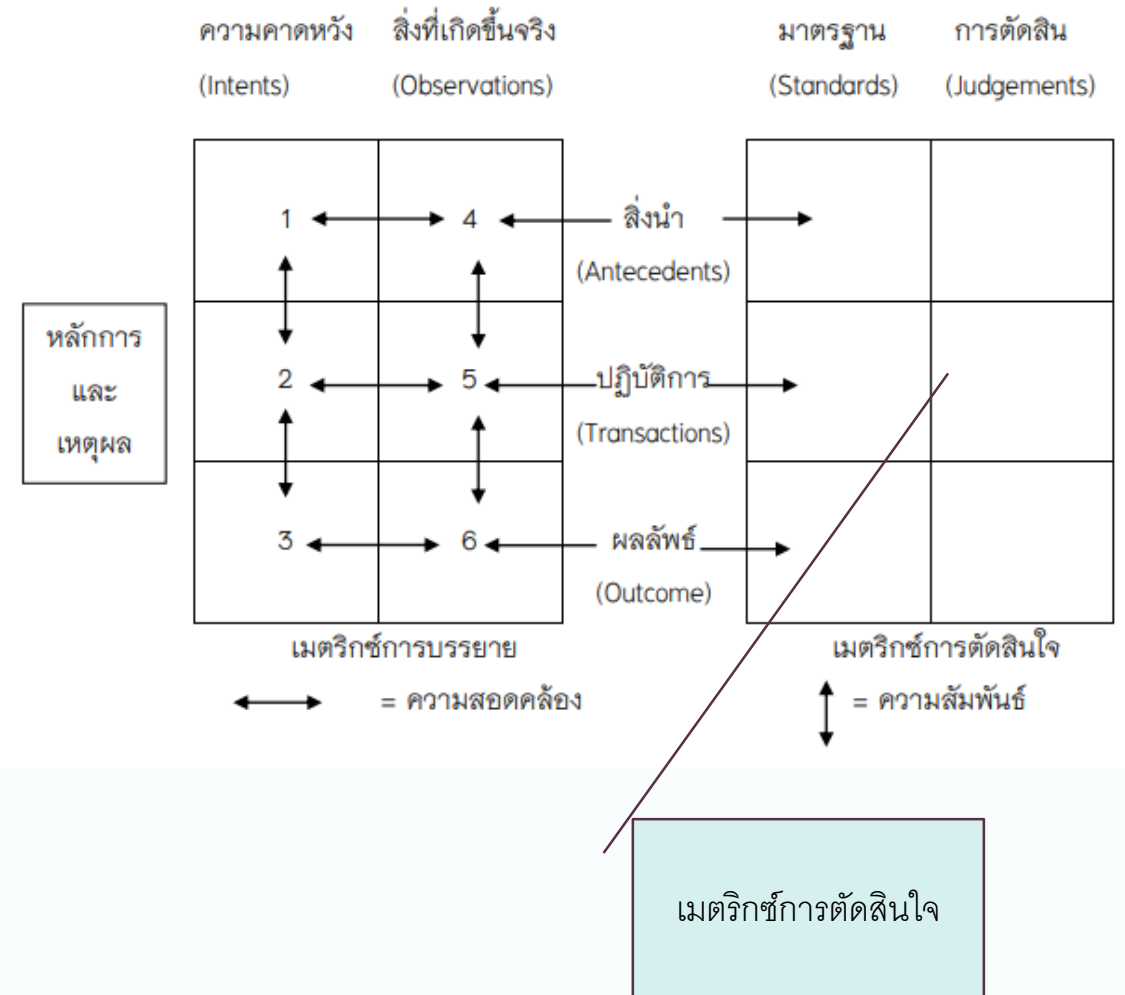 ความคาดหวัง สิ่งที่เกิดขึ้นจริง มาตรฐาน การตัดสิน
(Intents) (Observations) (Standards) (Judgements)
1 4 สิ่งนำ
(Antecedents)
หลักการ
และ
เหตุผล
2 5 ปฏิบัติการ
(Transactions)
3 6 ผลลัพธ์
(Outcome)
เมตริกซ์การบรรยาย เมตริกซ์การตัดสินใจ
= ความสอดคล้อง = ความสัมพันธ์
เมตริกซ์การตัดสินใจ